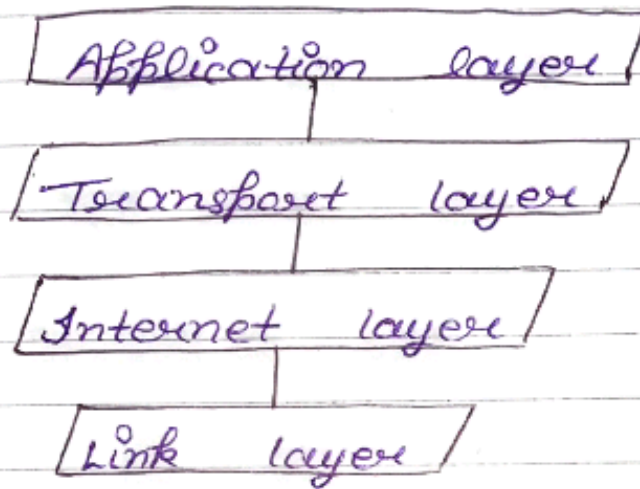 Application layer
Transport layer
Internet layer
Link layer